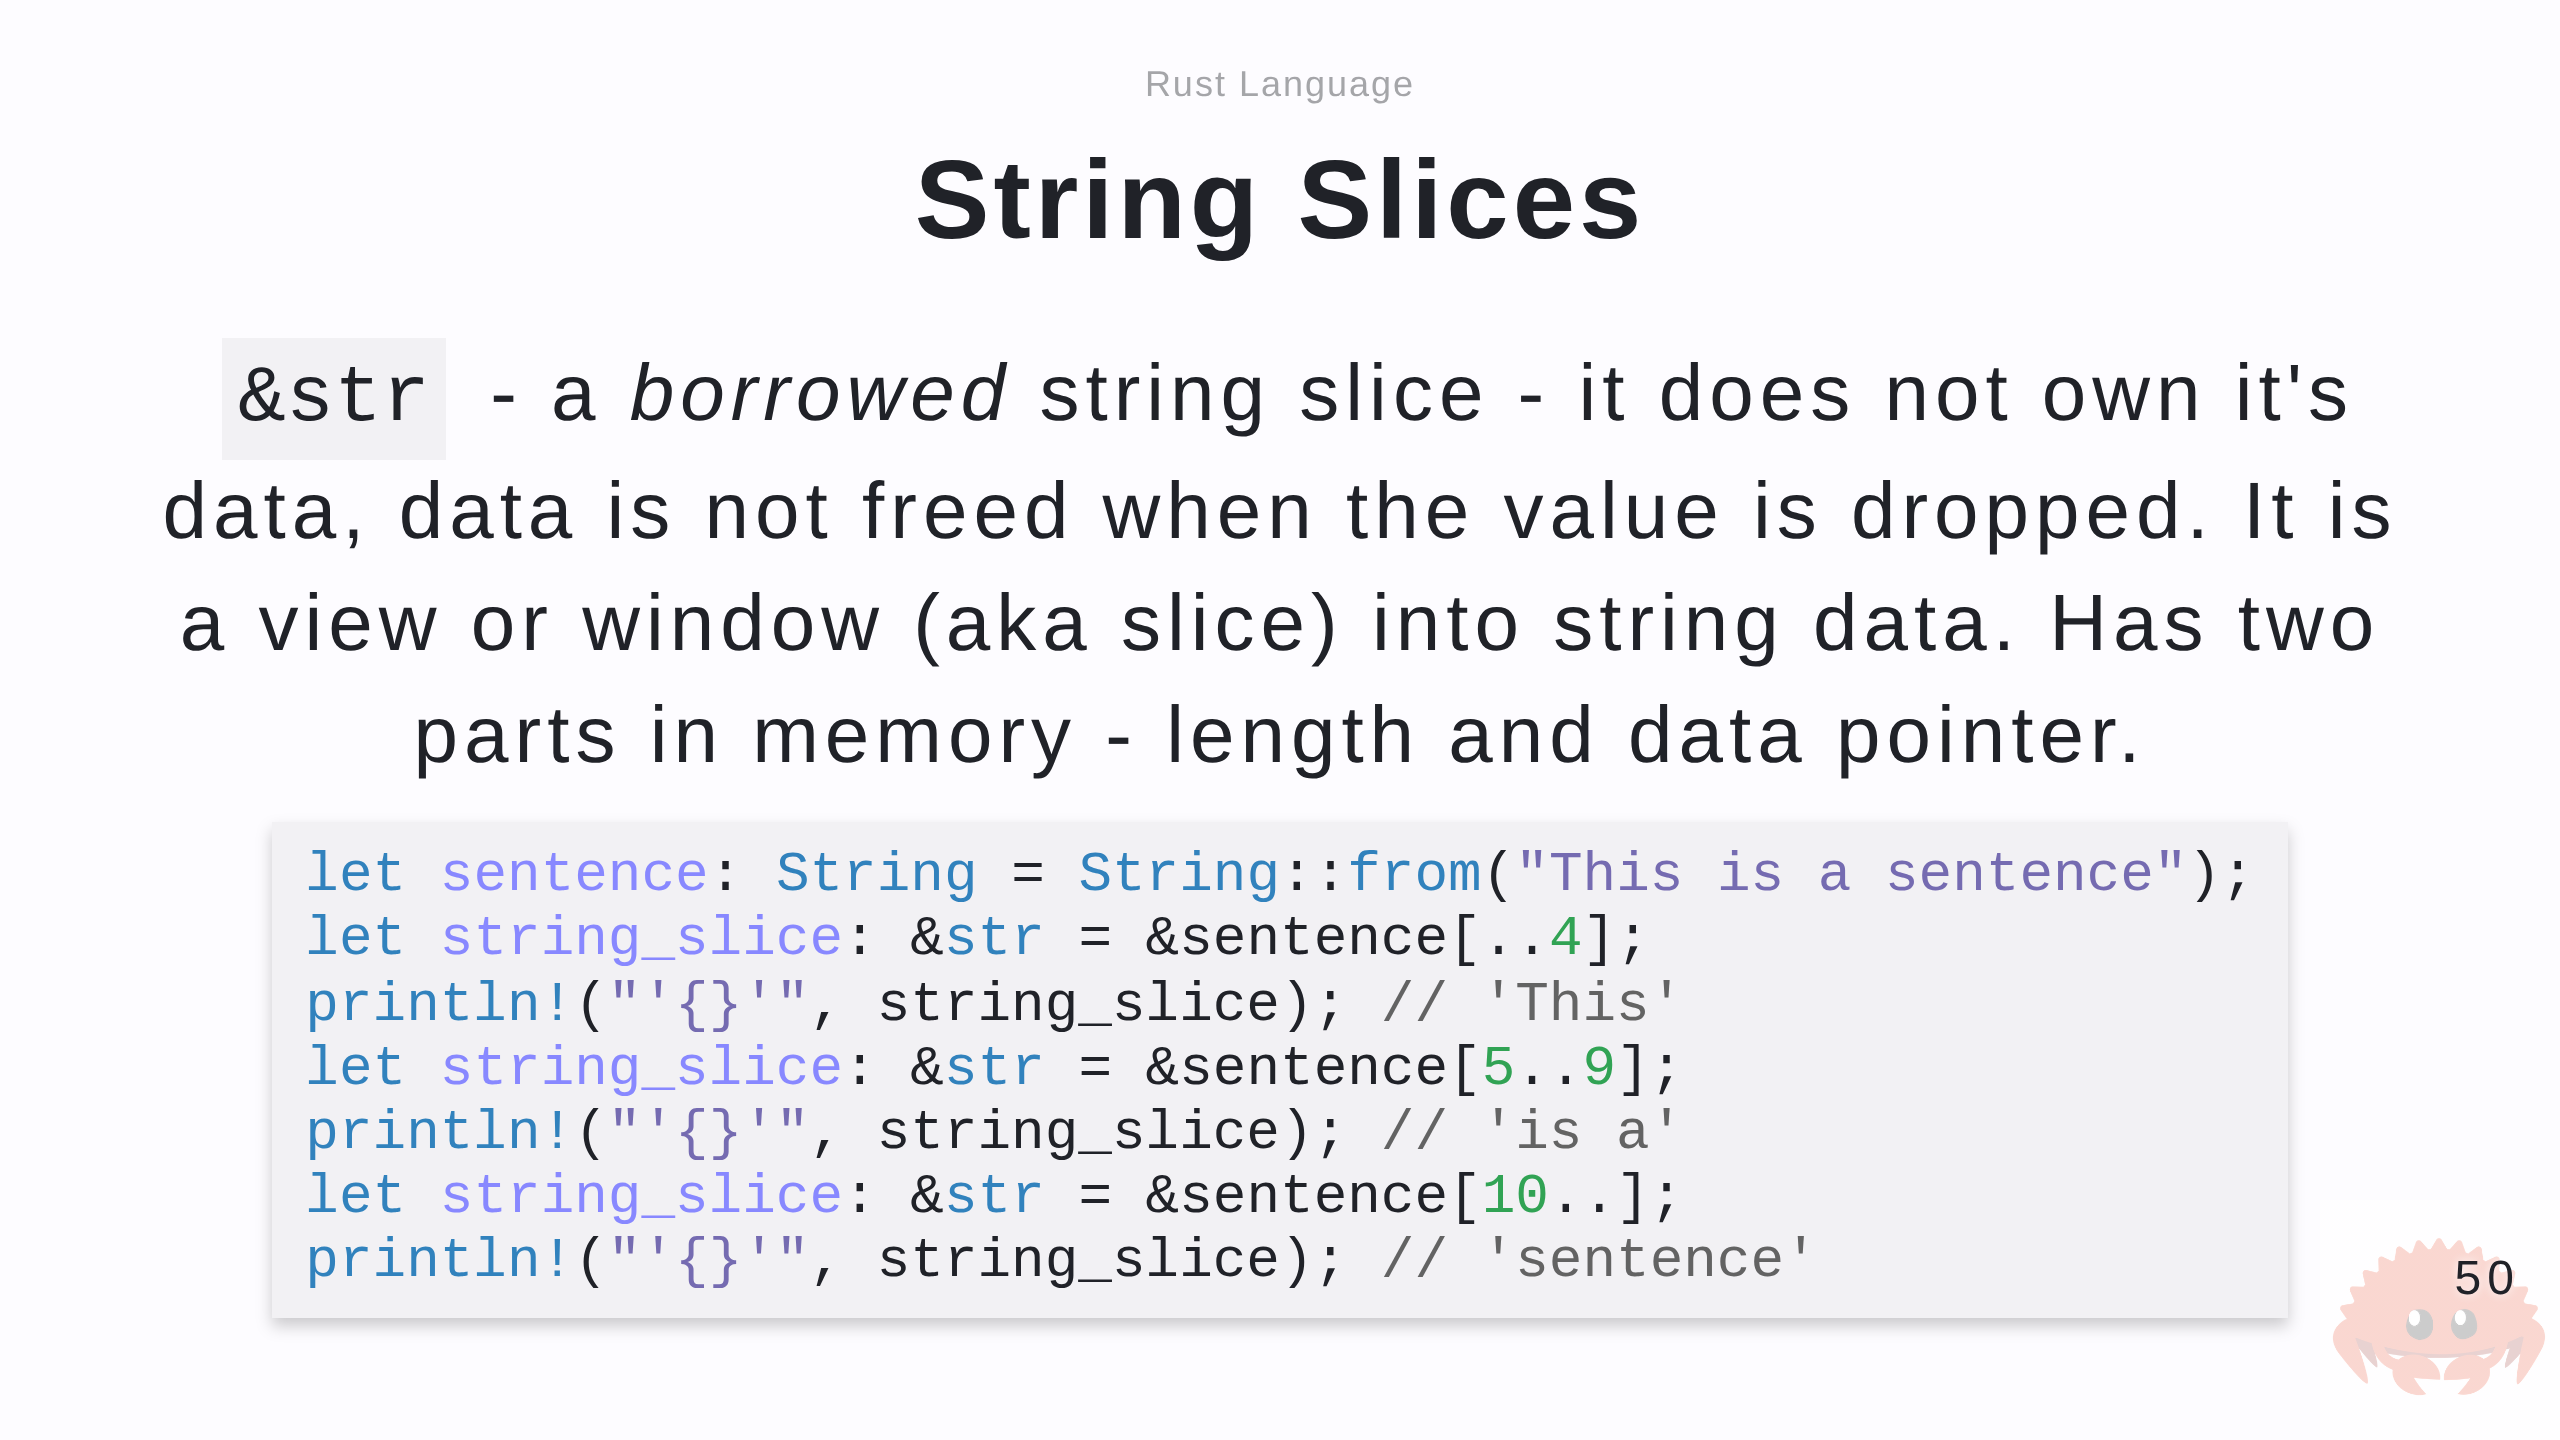 Rust Language
String Slices
&str - a borrowed string slice - it does not own it's
data, data is not freed when the value is dropped. It is
a view or window (aka slice) into string data. Has two
parts in memory - length and data pointer.
let sentence: String = String::from("This is a sentence");
let string_slice: &str = &sentence[..4];
println!("'{}'", string_slice); // 'This'
let string_slice: &str = &sentence[5..9];
println!("'{}'", string_slice); // 'is a'
let string_slice: &str = &sentence[10..];
println!("'{}'", string_slice); // 'sentence'
50